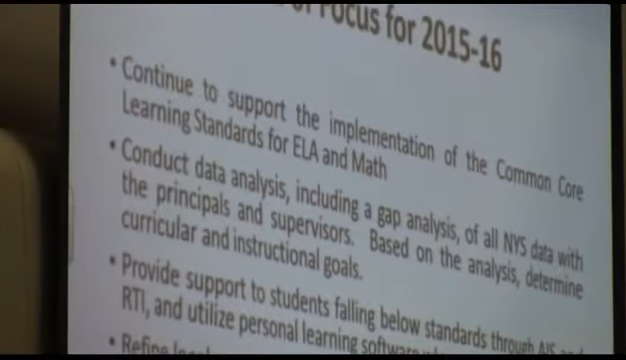 Focus for 2015-16
• Continue to support the implementation of the Common Core
Learning Standards for ELA and Math
• Conduct data analysis, including a gap analysis, of all NYS data with
the principals and supervisors. Based on the analysis, determine
curricular and instructional goals.
• Provide support to students falling below standards through AIS and
RTI, and utilize personal learning software
• Refine